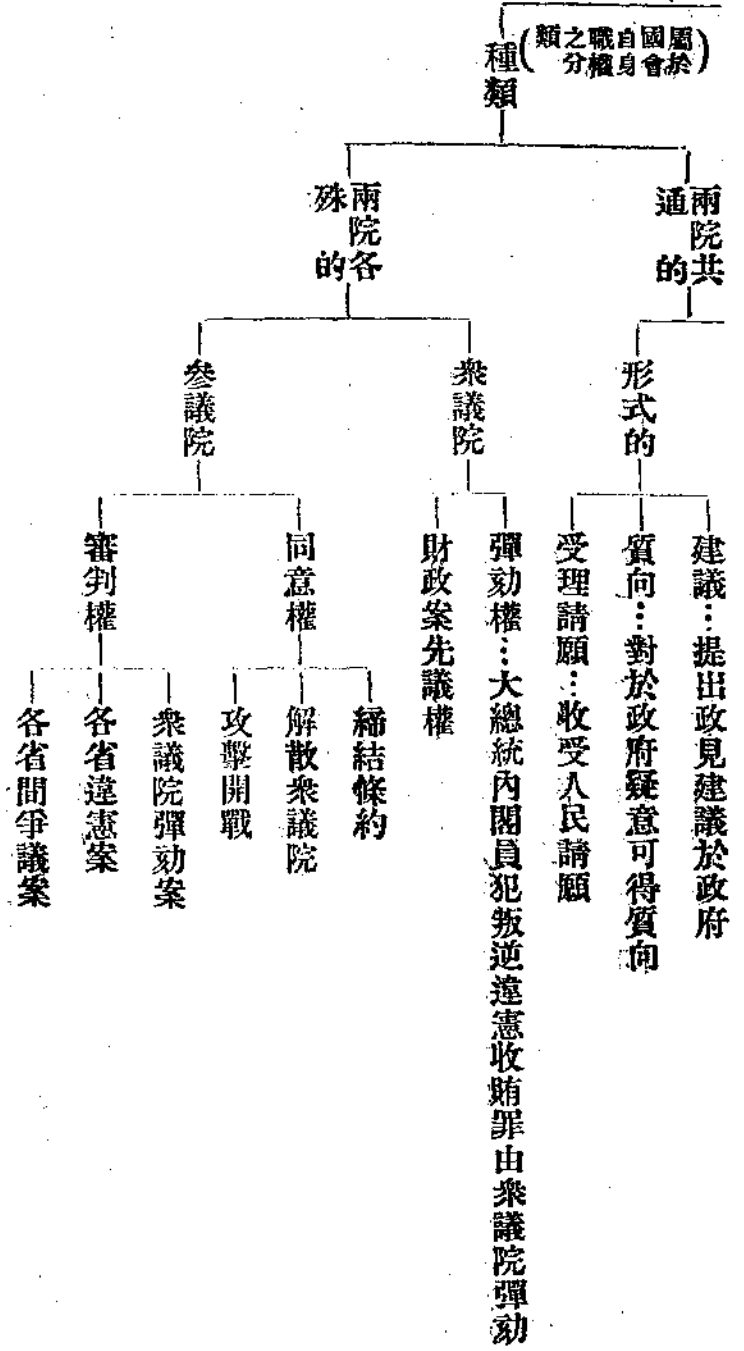 種類
(屬於國會自身職權之分類)
兩院共通的
形式的
建議…提出政見建議於政府
質向…對於政府疑意可得質向
受理請願…收受人民請願
兩院各殊的
衆議院
彈劾權…大總統內閣員犯叛逆違憲收賄罪由衆議院彈劾
財政案先議權
參議院
同意權
締結條約
解散衆議院
攻擊開戰
審判權
衆議院彈劾案
各省違憲案
各省間爭議案